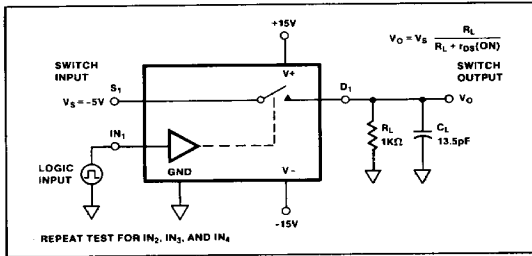 +15V
V_O = V_S R_L / (R_L + r_DS(ON))
SWITCH INPUT
V+
SWITCH OUTPUT
S₁
D₁
V_O
V_S = −5V
IN₁
R_L
1KΩ
C_L
13.5pF
LOGIC INPUT
GND
V −
-15V
REPEAT TEST FOR IN₂, IN₃, AND IN₄